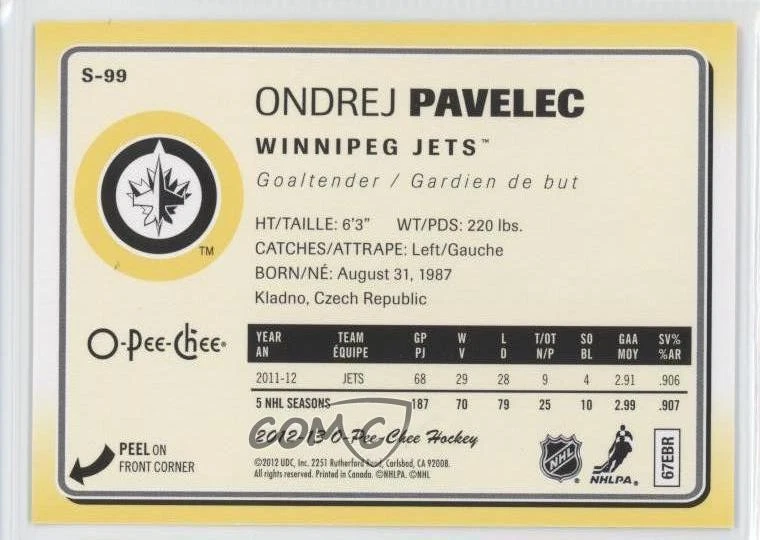 S-99
ONDREJ PAVELEC
WINNIPEG JETS™
Goaltender / Gardien de but
TM
HT/TAILLE: 6'3" WT/PDS: 220 lbs.
CATCHES/ATTRAPE: Left/Gauche
BORN/NÉ: August 31, 1987
Kladno, Czech Republic
O-Pee-Chee®
YEAR TEAM GP W L T/OT SO GAA SV%
AN ÉQUIPE PJ V D N/P BL MOY %AR
2011-12 JETS 68 29 28 9 4 2.91 .906
5 NHL SEASONS 187 70 79 25 10 2.99 .907
COMC
2012-13 O-Pee-Chee Hockey
PEEL ON
FRONT CORNER
©2012 UDC, Inc. 2251 Rutherford Road, Carlsbad, CA 92008.
All rights reserved. Printed in Canada. ©NHLPA. ©NHL
NHL
NHLPA
67EBR